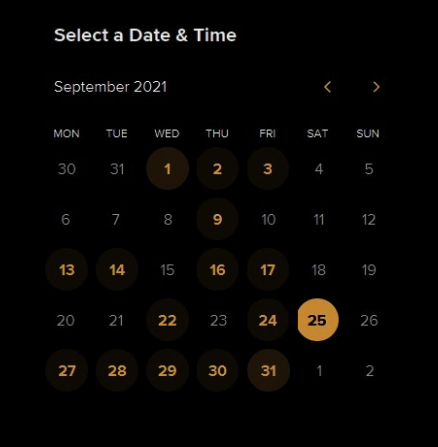 Select a Date & Time
September 2021
MON TUE WED THU FRI SAT SUN
30 31 1 2 3 4 5
6 7 8 9 10 11 12
13 14 15 16 17 18 19
20 21 22 23 24 25 26
27 28 29 30 31 1 2